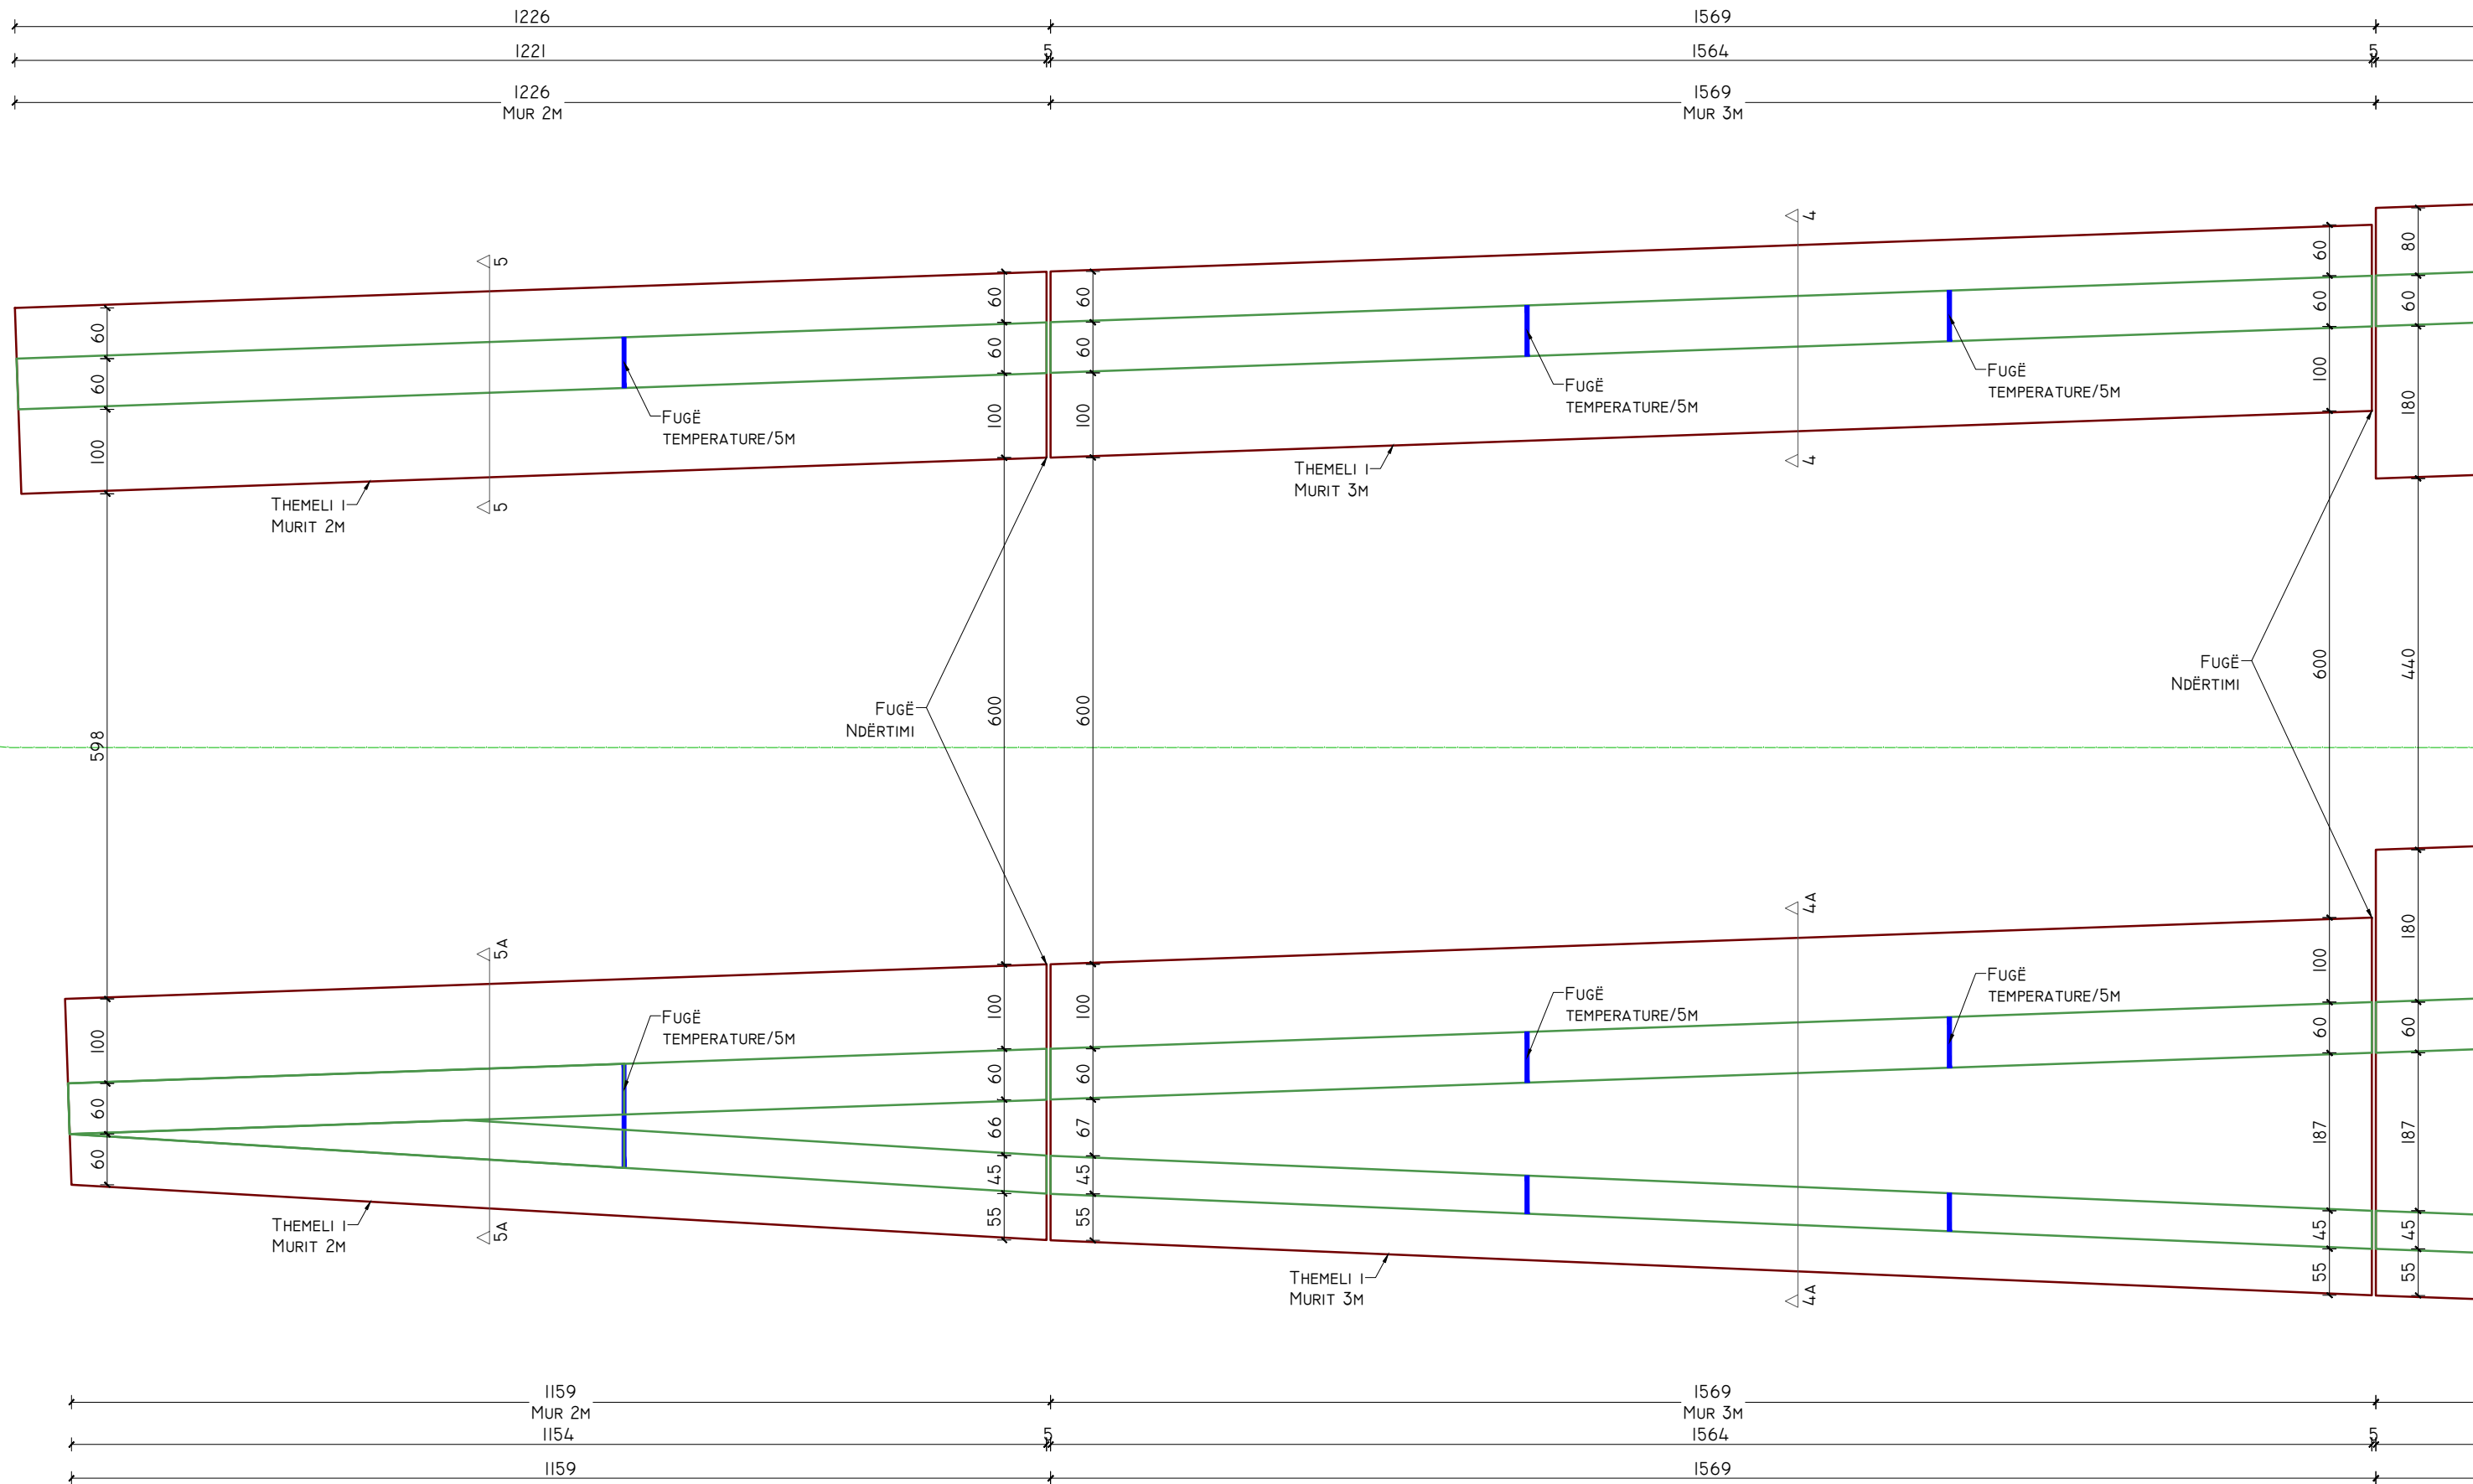 1226
1569
1221
5
1564
5
1226
MUR 2M
1569
MUR 3M
4
80
60
5
60
60
60
60
60
60
60
60
60
FUGË
TEMPERATURE/5M
100
180
60
FUGË
TEMPERATURE/5M
FUGË
TEMPERATURE/5M
100
100
100
4
THEMELI I
MURIT 3M
5
THEMELI I
MURIT 2M
598
FUGË
NDËRTIMI
600
600
FUGË
NDËRTIMI
600
440
4A
5A
180
100
FUGË
TEMPERATURE/5M
FUGË
TEMPERATURE/5M
100
100
FUGË
TEMPERATURE/5M
100
60
60
60
60
60
66
67
187
187
60
45
45
55
55
45
45
5A
THEMELI I
MURIT 2M
55
55
THEMELI I
MURIT 3M
4A
1159
MUR 2M
1569
MUR 3M
1154
5
1564
5
1159
1569